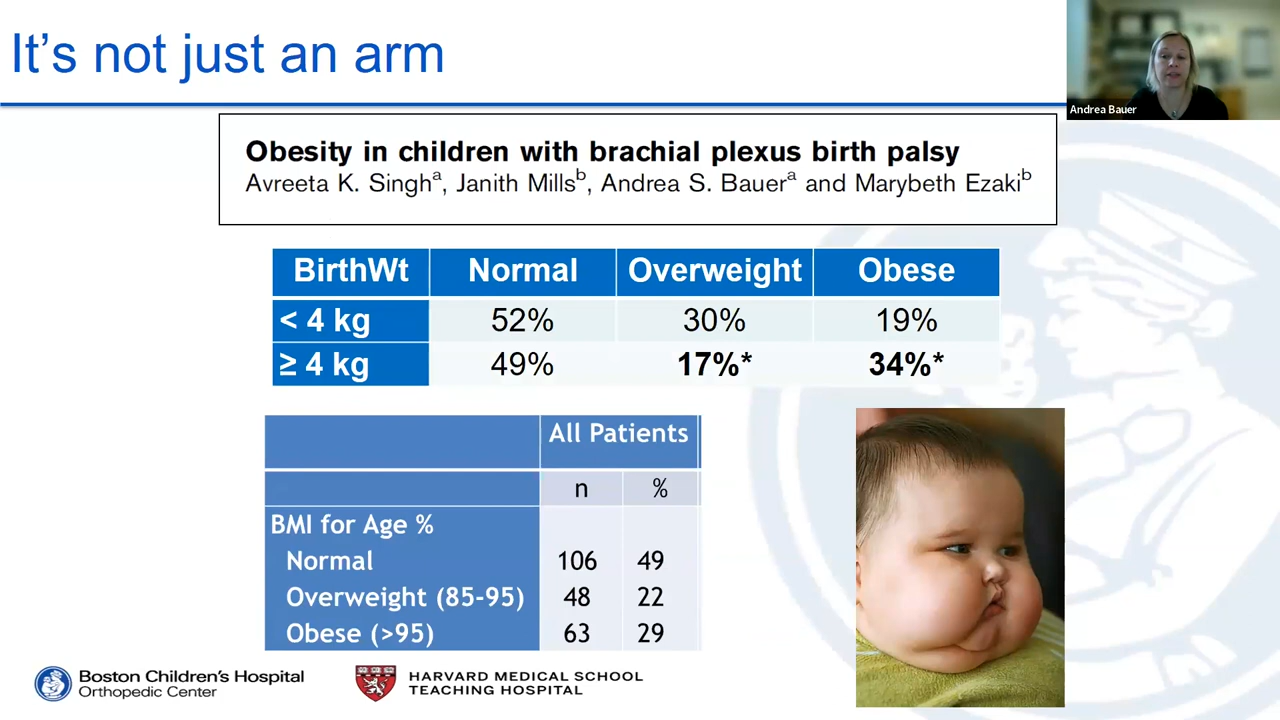 It's not just an arm
Andrea Bauer
Obesity in children with brachial plexus birth palsy
Avreeta K. Singhª, Janith Millsᵇ, Andrea S. Bauerª and Marybeth Ezakiᵇ
BirthWt Normal Overweight Obese
< 4 kg 52% 30% 19%
≥ 4 kg 49% 17%* 34%*
All Patients
n %
BMI for Age %
Normal 106 49
Overweight (85-95) 48 22
Obese (>95) 63 29
Boston Children's Hospital
Orthopedic Center
HARVARD MEDICAL SCHOOL
TEACHING HOSPITAL